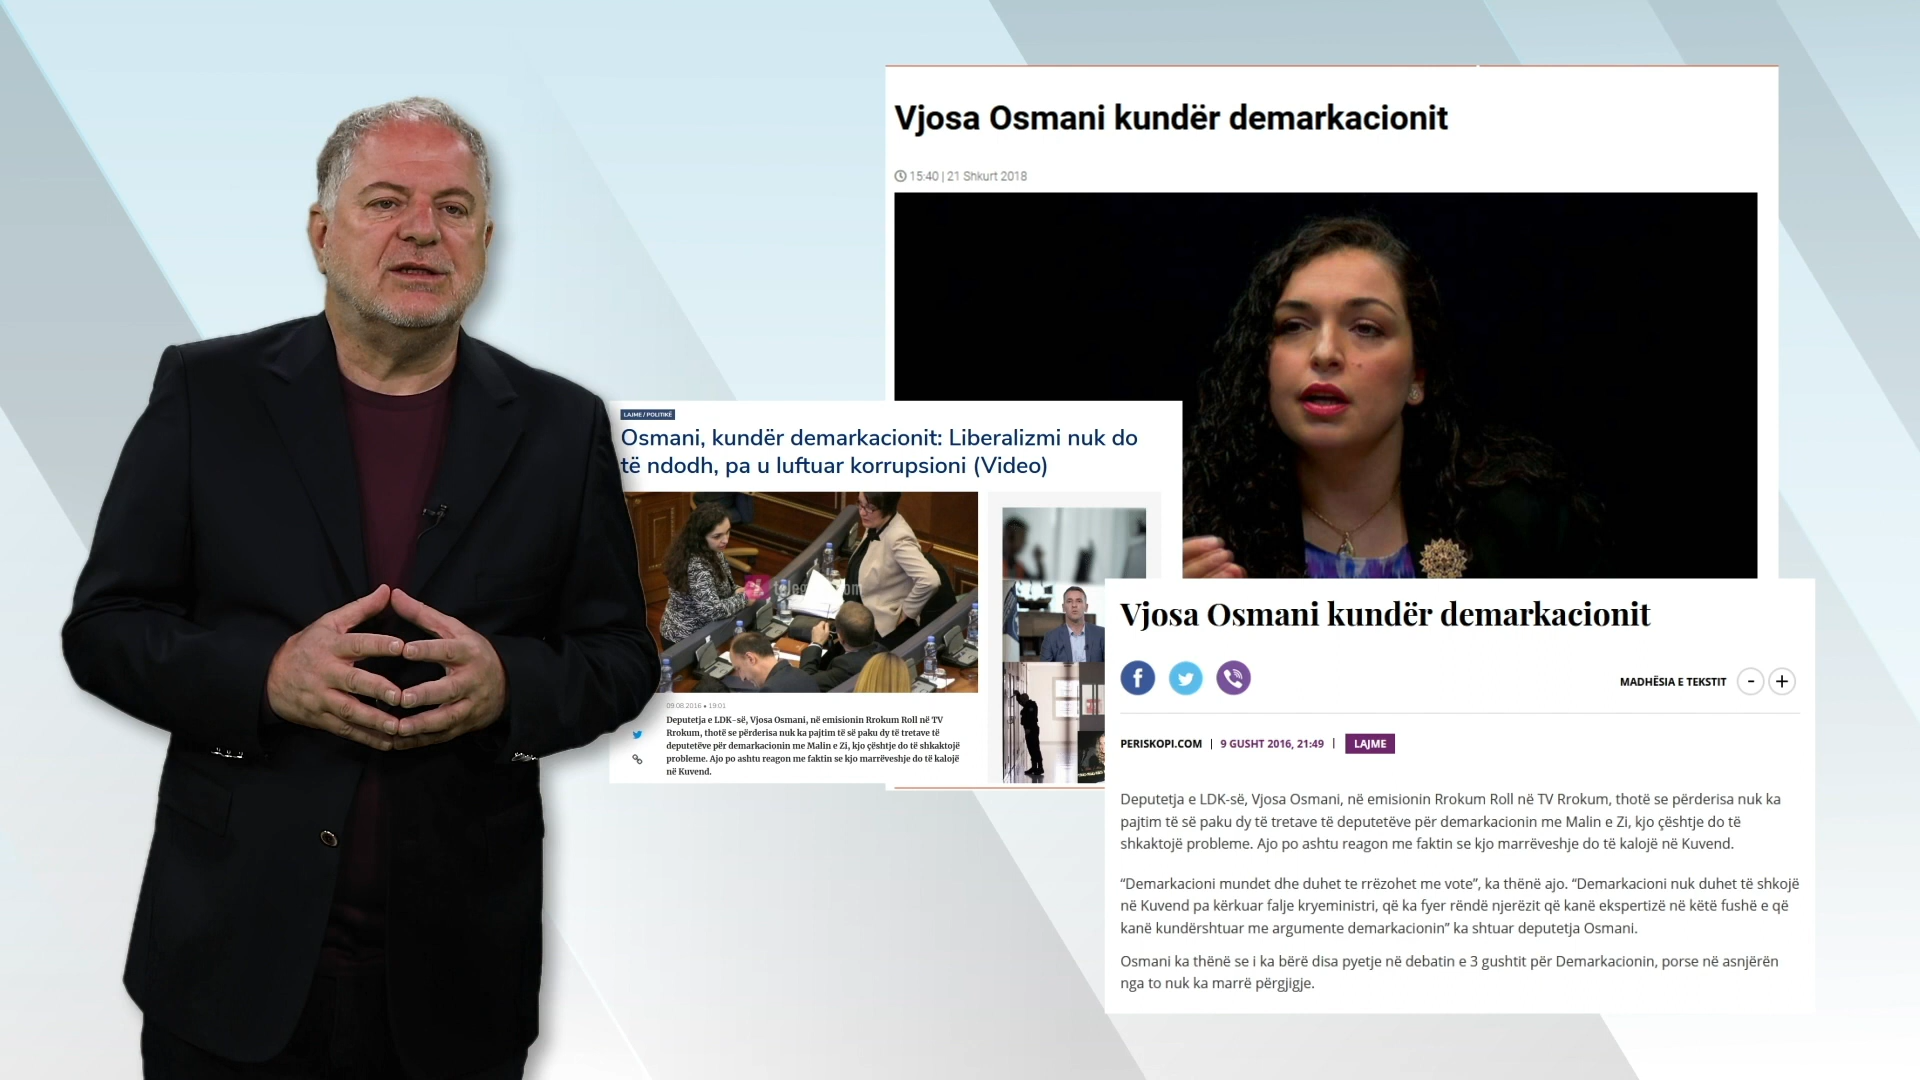 Vjosa Osmani kundër demarkacionit
15:40 | 21 Shkurt 2018
LAJME / POLITIKË
Osmani, kundër demarkacionit: Liberalizmi nuk do
të ndodh, pa u luftuar korrupsioni (Video)
09.08.2016 • 19:01
Deputetja e LDK-së, Vjosa Osmani, në emisionin Rrokum Roll në TV
Rrokum, thotë se përderisa nuk ka pajtim të së paku dy të tretave të
deputetëve për demarkacionin me Malin e Zi, kjo çështje do të shkaktojë
probleme. Ajo po ashtu reagon me faktin se kjo marrëveshje do të kalojë
në Kuvend.
Vjosa Osmani kundër demarkacionit
MADHËSIA E TEKSTIT - +
PERISKOPI.COM | 9 GUSHT 2016, 21:49 | LAJME
Deputetja e LDK-së, Vjosa Osmani, në emisionin Rrokum Roll në TV Rrokum, thotë se përderisa nuk ka
pajtim të së paku dy të tretave të deputetëve për demarkacionin me Malin e Zi, kjo çështje do të
shkaktojë probleme. Ajo po ashtu reagon me faktin se kjo marrëveshje do të kalojë në Kuvend.
“Demarkacioni mundet dhe duhet te rrëzohet me vote”, ka thënë ajo. “Demarkacioni nuk duhet të shkojë
në Kuvend pa kërkuar falje kryeministri, që ka fyer rëndë njerëzit që kanë ekspertizë në këtë fushë e që
kanë kundërshtuar me argumente demarkacionin” ka shtuar deputetja Osmani.
Osmani ka thënë se i ka bërë disa pyetje në debatin e 3 gushtit për Demarkacionin, porse në asnjërën
nga to nuk ka marrë përgjigje.